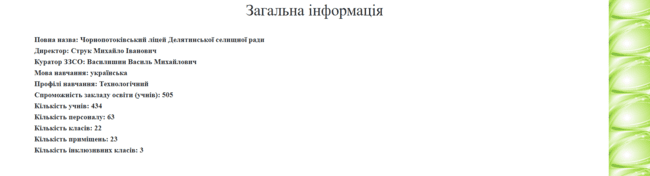 Загальна інформація
Повна назва: Чорнопотоківський ліцей Делятинської селищної ради
Директор: Струк Михайло Іванович
Куратор ЗЗСО: Василишин Василь Михайлович
Мова навчання: українська
Профілі навчання: Технологічний
Спроможність закладу освіти (учнів): 505
Кількість учнів: 434
Кількість персоналу: 63
Кількість класів: 22
Кількість приміщень: 23
Кількість інклюзивних класів: 3